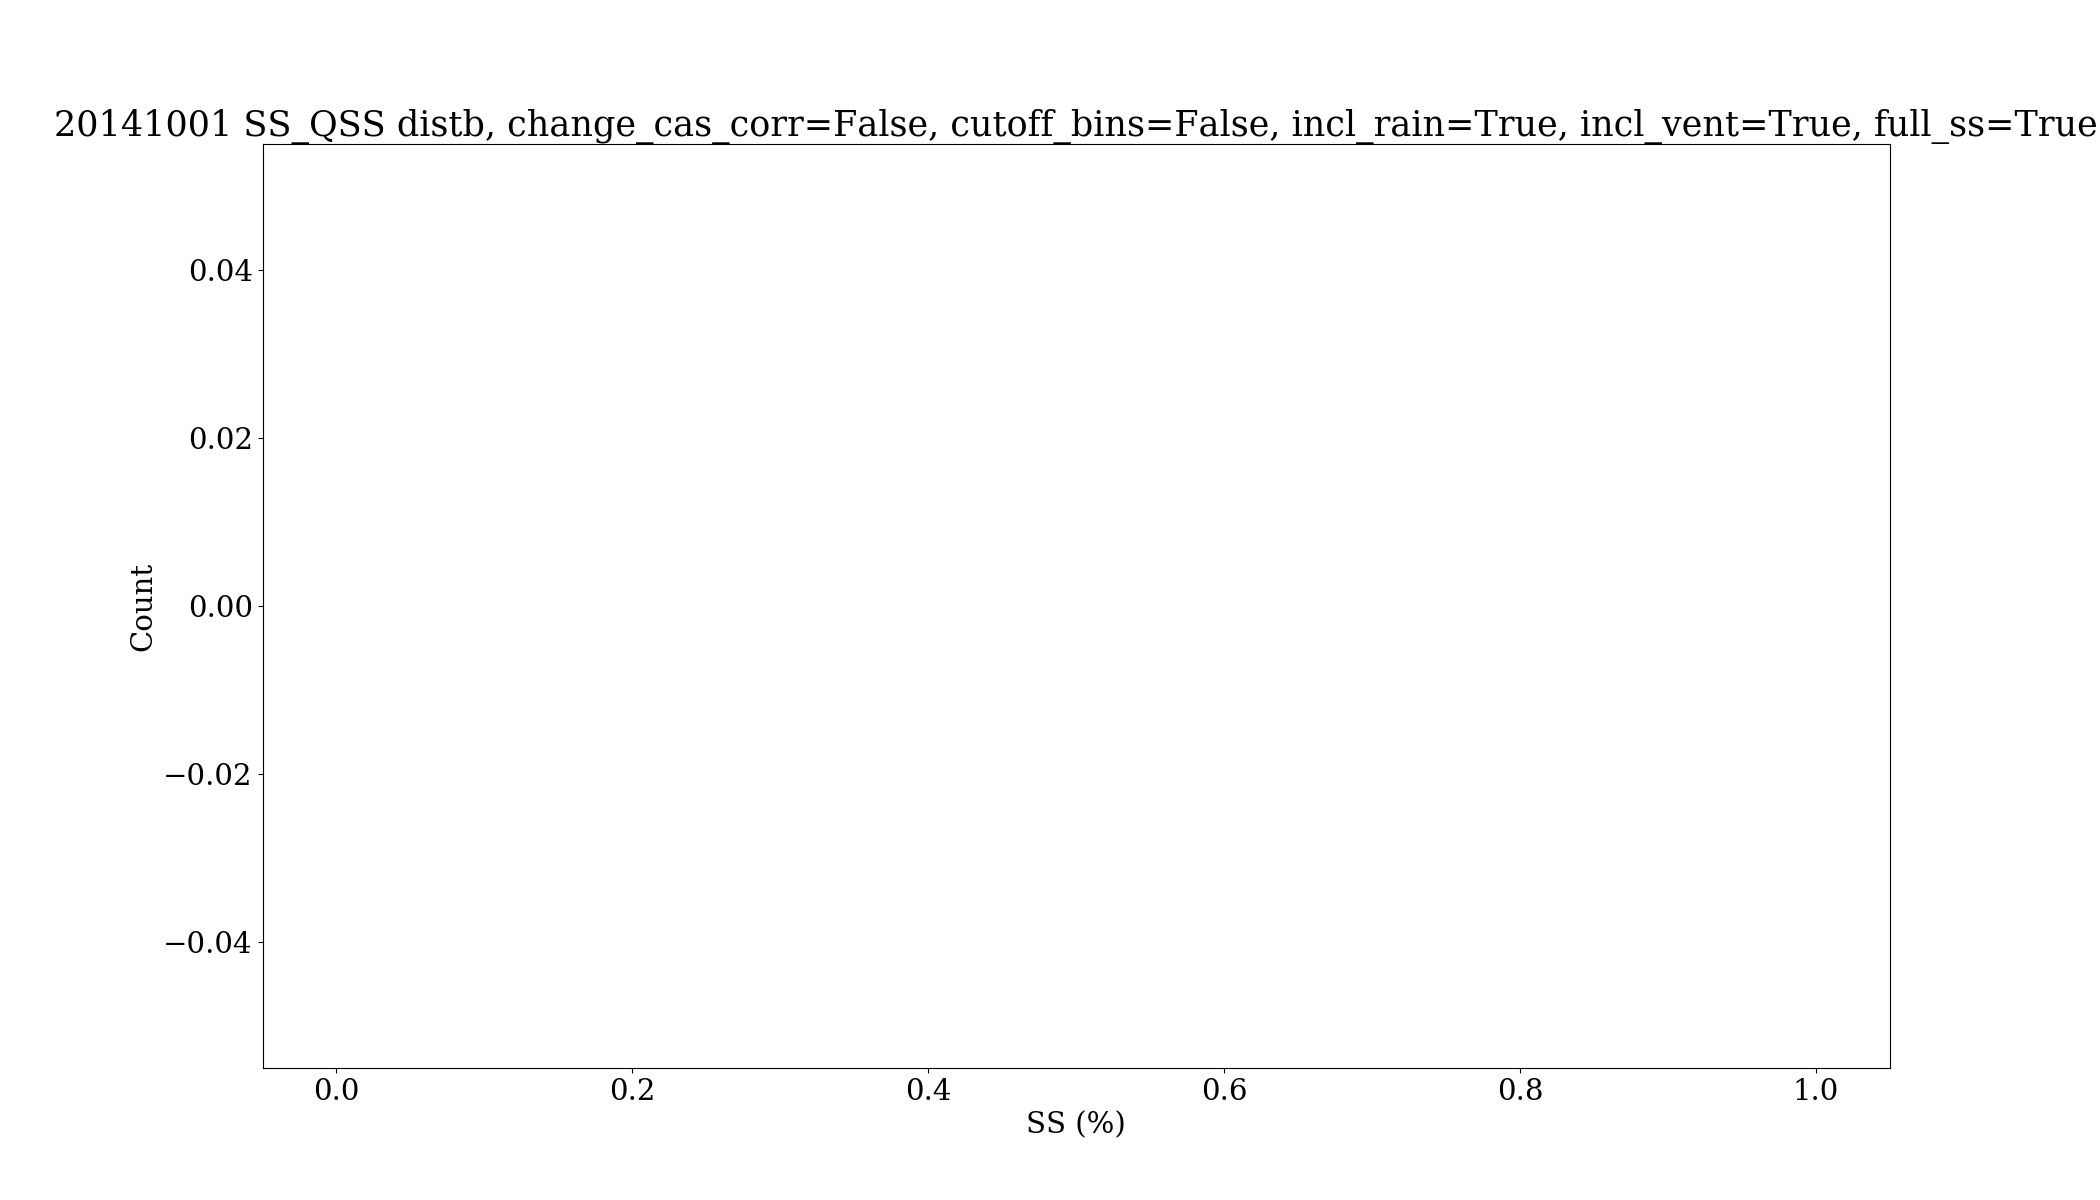 20141001 SS_QSS distb, change_cas_corr=False, cutoff_bins=False, incl_rain=True, incl_vent=True, full_ss=True
0.04
0.02
0.00
−0.02
−0.04
Count
0.0 0.2 0.4 0.6 0.8 1.0
SS (%)